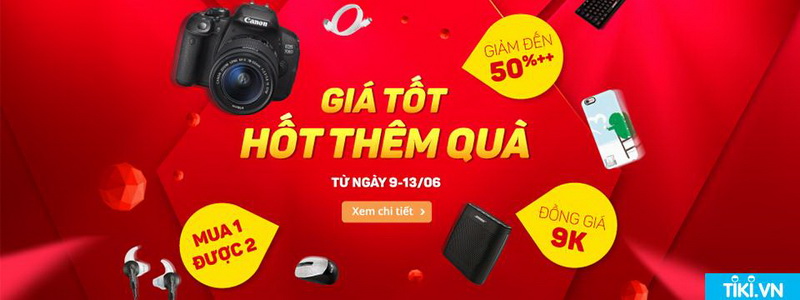 Canon
GIẢM ĐẾN
50%++
GIÁ TỐT
HỐT THÊM QUÀ
TỪ NGÀY 9-13/06
Xem chi tiết >
MUA 1
ĐƯỢC 2
ĐỒNG GIÁ
9K
TIKI.VN